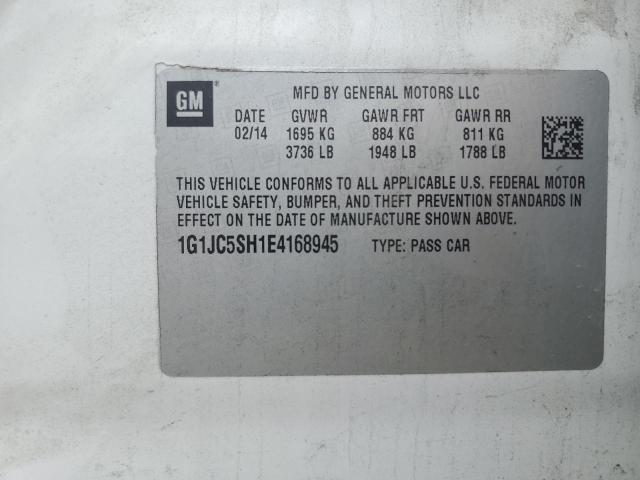 GM
MFD BY GENERAL MOTORS LLC
DATE GVWR GAWR FRT GAWR RR
02/14 1695 KG 884 KG 811 KG
3736 LB 1948 LB 1788 LB
THIS VEHICLE CONFORMS TO ALL APPLICABLE U.S. FEDERAL MOTOR
VEHICLE SAFETY, BUMPER, AND THEFT PREVENTION STANDARDS IN
EFFECT ON THE DATE OF MANUFACTURE SHOWN ABOVE.
1G1JC5SH1E4168945 TYPE: PASS CAR